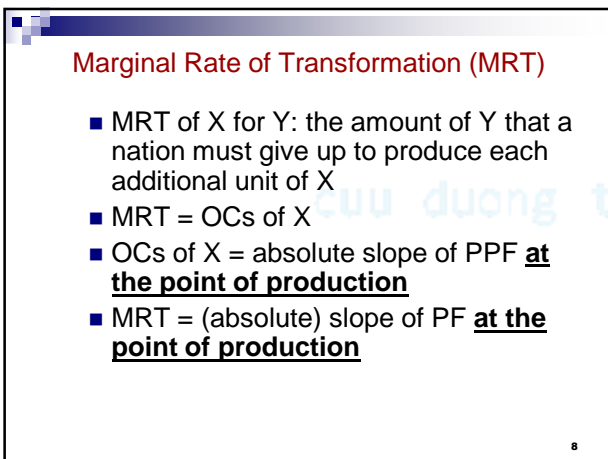 Marginal Rate of Transformation (MRT)
MRT of X for Y: the amount of Y that a
nation must give up to produce each
additional unit of X
cuu duong t
MRT = OCs of X
OCs of X = absolute slope of PPF at
the point of production
MRT = (absolute) slope of PF at the
point of production
8